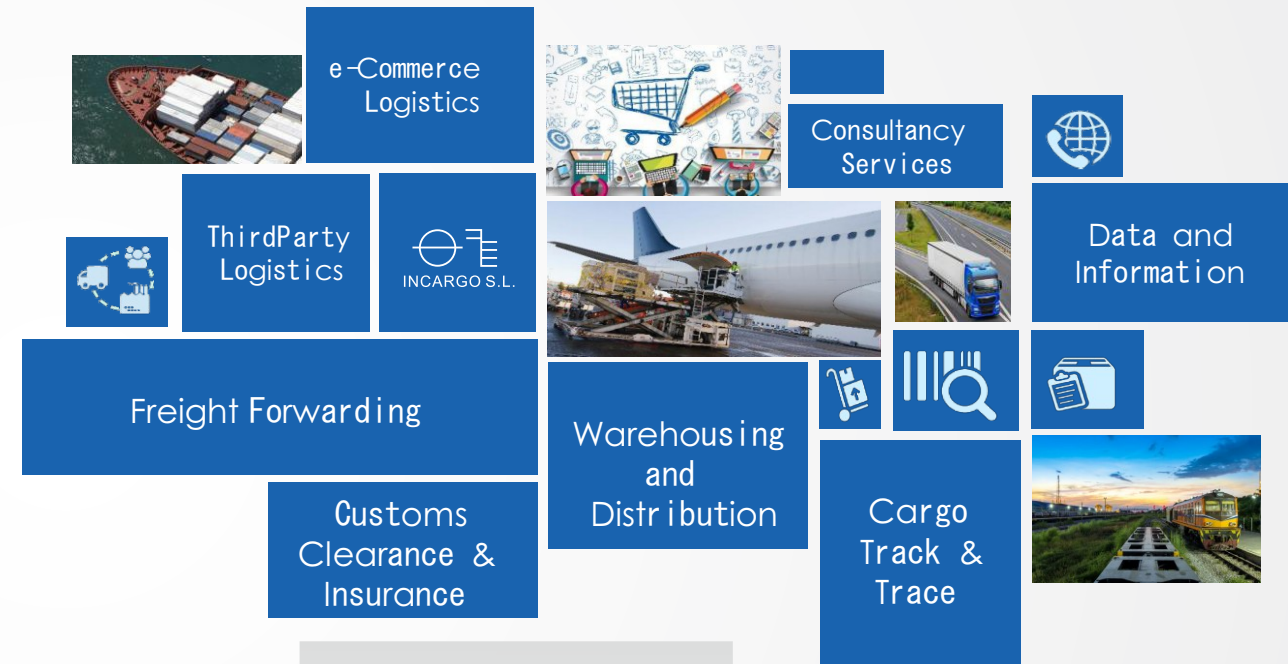 e-Commerce
Logistics
Consultancy
Services
ThirdParty
Logistics
INCARGO S.L.
Data and
Information
Freight Forwarding
Warehousing
and
Distribution
Customs
Clearance &
Insurance
Cargo
Track &
Trace